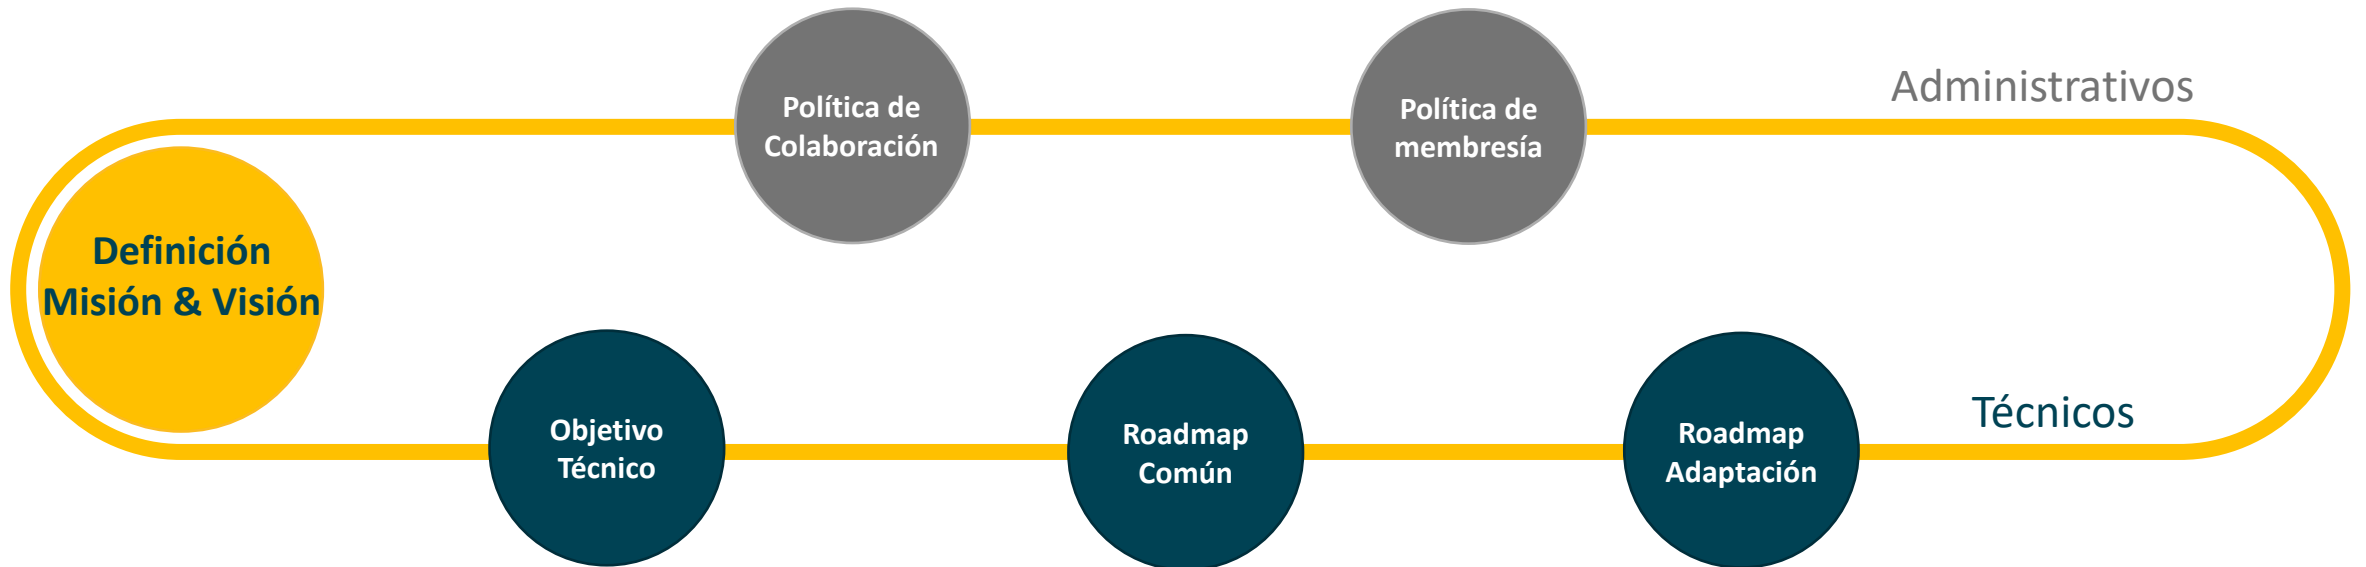 Definición
Misión & Visión
Política de
Colaboración
Política de
membresía
Administrativos
Objetivo
Técnico
Roadmap
Común
Roadmap
Adaptación
Técnicos